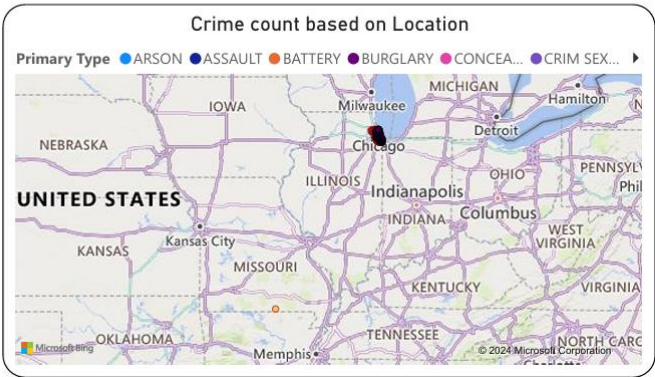 Crime count based on Location
Primary Type ARSON ASSAULT BATTERY BURGLARY CONCEA... CRIM SEX...
MICHIGAN
Milwaukee
Hamilton
IOWA
Detroit
NEBRASKA
Chicago
PENNSYLV
ILLINOIS
OHIO
Phil
Indianapolis
UNITED STATES
INDIANA
Columbus
WEST
VIRGINIA
Kansas City
KANSAS
MISSOURI
KENTUCKY
VIRGINIA
OKLAHOMA
TENNESSEE
NORTH CARO
Microsoft Bing
Memphis
© 2024 Microsoft Corporation